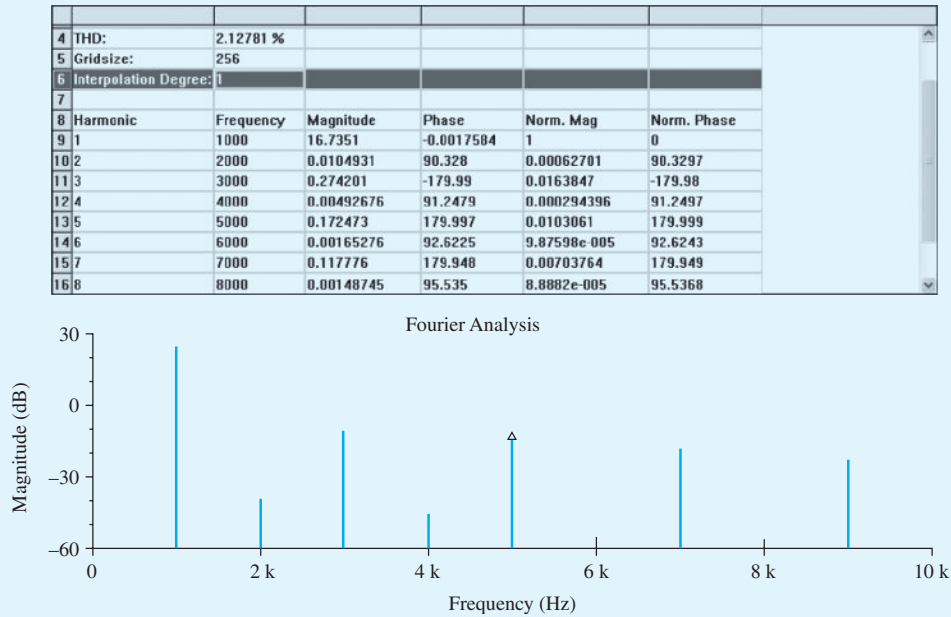 4 THD: 2.12781 %
5 Gridsize: 256
6 Interpolation Degree: 1
7
8 Harmonic Frequency Magnitude Phase Norm. Mag Norm. Phase
9 1 1000 16.7351 -0.0017584 1 0
10 2 2000 0.0104931 90.328 0.00062701 90.3297
11 3 3000 0.274201 -179.99 0.0163847 -179.98
12 4 4000 0.00492676 91.2479 0.000294396 91.2497
13 5 5000 0.172473 179.997 0.0103061 179.999
14 6 6000 0.00165276 92.6225 9.87598e-005 92.6243
15 7 7000 0.117776 179.948 0.00703764 179.949
16 8 8000 0.00148745 95.535 8.8882e-005 95.5368
Fourier Analysis
30
0
−30
−60
Magnitude (dB)
0 2 k 4 k 6 k 8 k 10 k
Frequency (Hz)